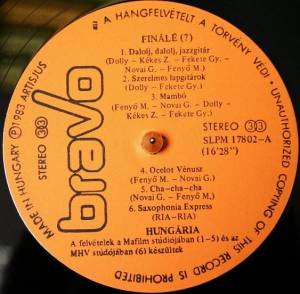 A HANGFELVÉTELT A TÖRVÉNY VÉDI · UNAUTHORIZED COPYING OF THIS RECORD IS PROHIBITED
MADE IN HUNGARY Ⓟ 1983 ARTISJUS
STEREO 33
bravo
FINÁLÉ (?)
1. Dalolj, dalolj, jazzgitár
(Dolly – Kékes Z. – Fekete Gy. –
Novai G. – Fenyő M.)
2. Szerelmes lapgitárok
(Dolly – Fekete Gy.)
3. Mambó
(Fenyő M. – Novai G. – Dolly –
Kékes Z. – Fekete Gy.)
STEREO 33
SLPM 17802–A
(16'28")
4. Ocelot Vénusz
(Fenyő M. – Novai G.)
5. Cha-cha-cha
(Novai G. – Fenyő M.)
6. Saxophonia Express
(RIA–RIA)
HUNGÁRIA
A felvételek a Mafilm stúdiójában (1–5) és az
MHV stúdiójában (6) készültek